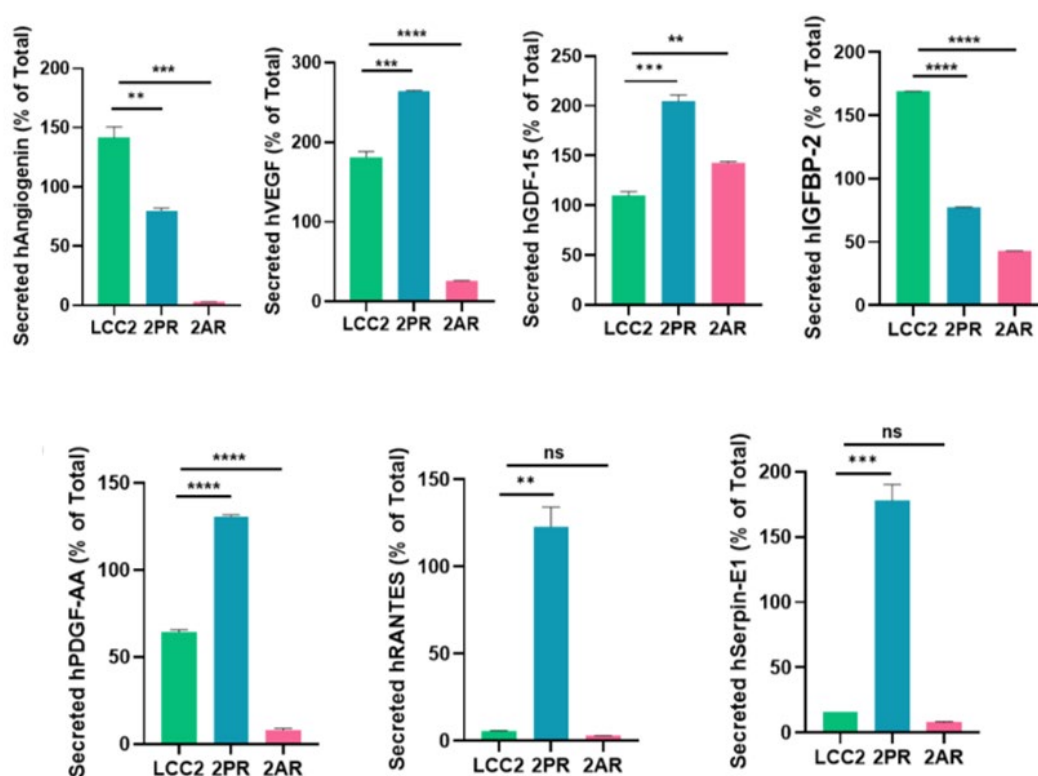 Secreted hAngiogenin (% of Total)
200
150
100
50
0
***
**
LCC2 2PR 2AR
Secreted hVEGF (% of Total)
300
200
100
0
****
***
LCC2 2PR 2AR
Secreted hGDF-15 (% of Total)
250
200
150
100
50
0
**
***
LCC2 2PR 2AR
Secreted hIGFBP-2 (% of Total)
200
150
100
50
0
****
****
LCC2 2PR 2AR
Secreted hPDGF-AA (% of Total)
150
100
50
0
****
****
LCC2 2PR 2AR
Secreted hRANTES (% of Total)
150
100
50
0
ns
**
LCC2 2PR 2AR
Secreted hSerpin-E1 (% of Total)
200
150
100
50
0
ns
***
LCC2 2PR 2AR